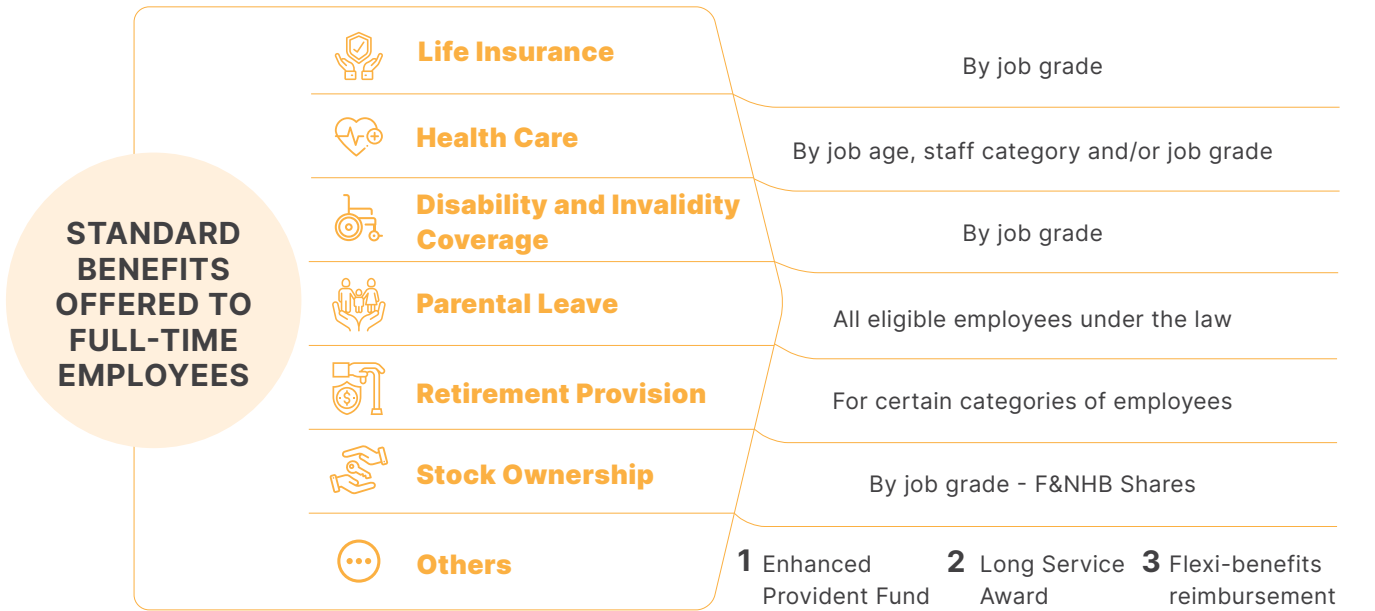 STANDARD
BENEFITS
OFFERED TO
FULL-TIME
EMPLOYEES
Life Insurance
By job grade
Health Care
By job age, staff category and/or job grade
Disability and Invalidity
Coverage
By job grade
Parental Leave
All eligible employees under the law
Retirement Provision
For certain categories of employees
Stock Ownership
By job grade - F&NHB Shares
Others
1 Enhanced
Provident Fund
2 Long Service
Award
3 Flexi-benefits
reimbursement